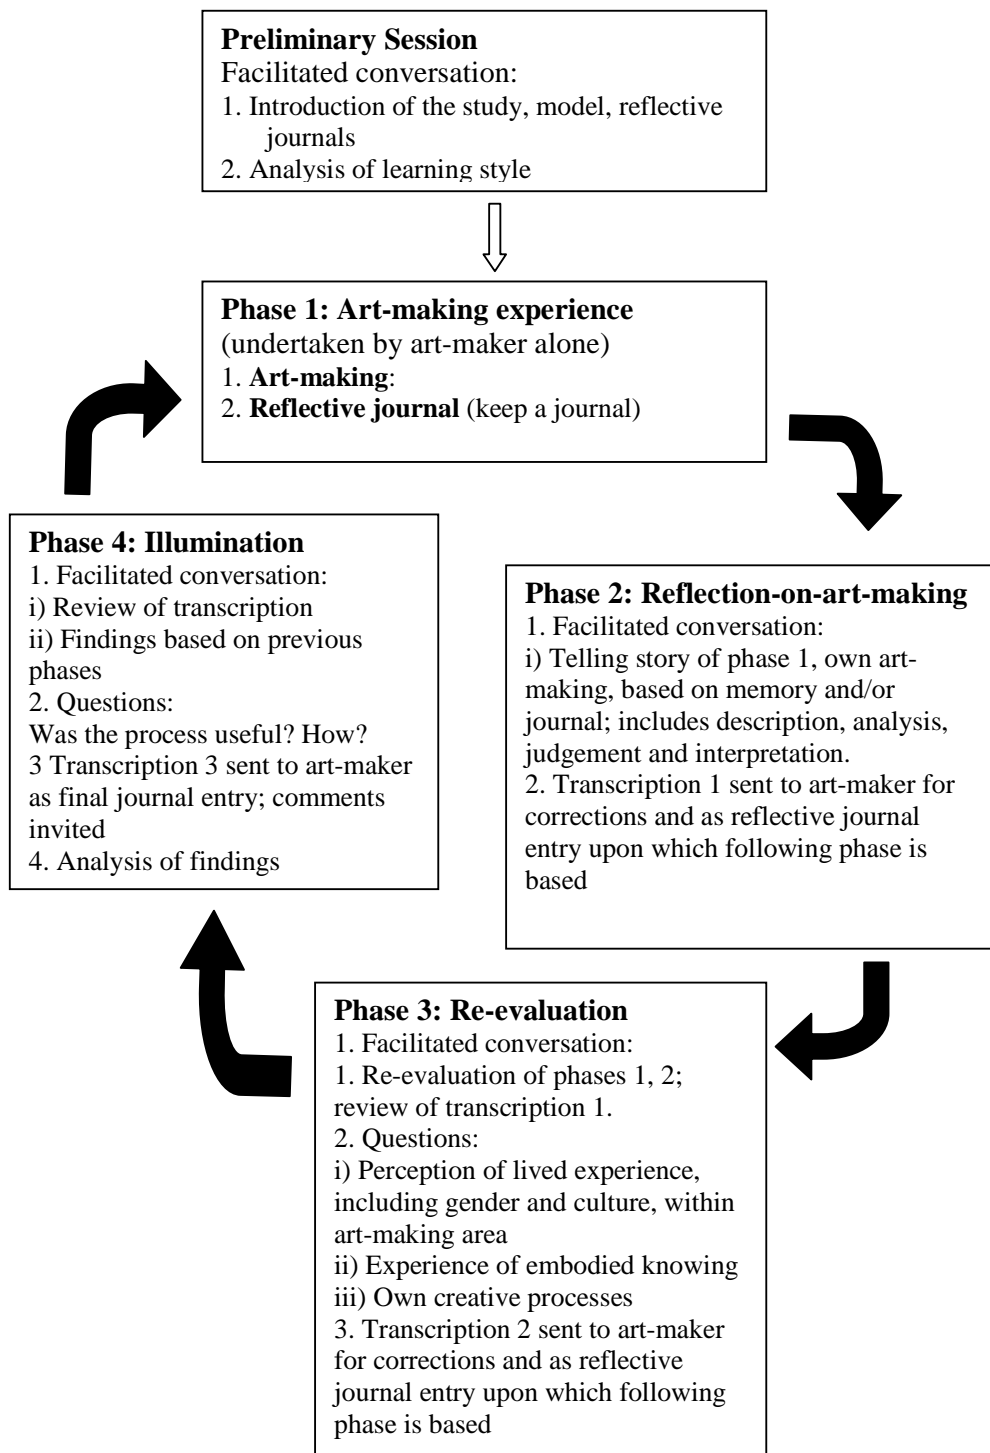 Preliminary Session
Facilitated conversation:
1. Introduction of the study, model, reflective
journals
2. Analysis of learning style
Phase 1: Art-making experience
(undertaken by art-maker alone)
1. Art-making:
2. Reflective journal (keep a journal)
Phase 2: Reflection-on-art-making
1. Facilitated conversation:
i) Telling story of phase 1, own art-
making, based on memory and/or
journal; includes description, analysis,
judgement and interpretation.
2. Transcription 1 sent to art-maker for
corrections and as reflective journal
entry upon which following phase is
based
Phase 3: Re-evaluation
1. Facilitated conversation:
1. Re-evaluation of phases 1, 2;
review of transcription 1.
2. Questions:
i) Perception of lived experience,
including gender and culture, within
art-making area
ii) Experience of embodied knowing
iii) Own creative processes
3. Transcription 2 sent to art-maker
for corrections and as reflective
journal entry upon which following
phase is based
Phase 4: Illumination
1. Facilitated conversation:
i) Review of transcription
ii) Findings based on previous
phases
2. Questions:
Was the process useful? How?
3 Transcription 3 sent to art-maker
as final journal entry; comments
invited
4. Analysis of findings